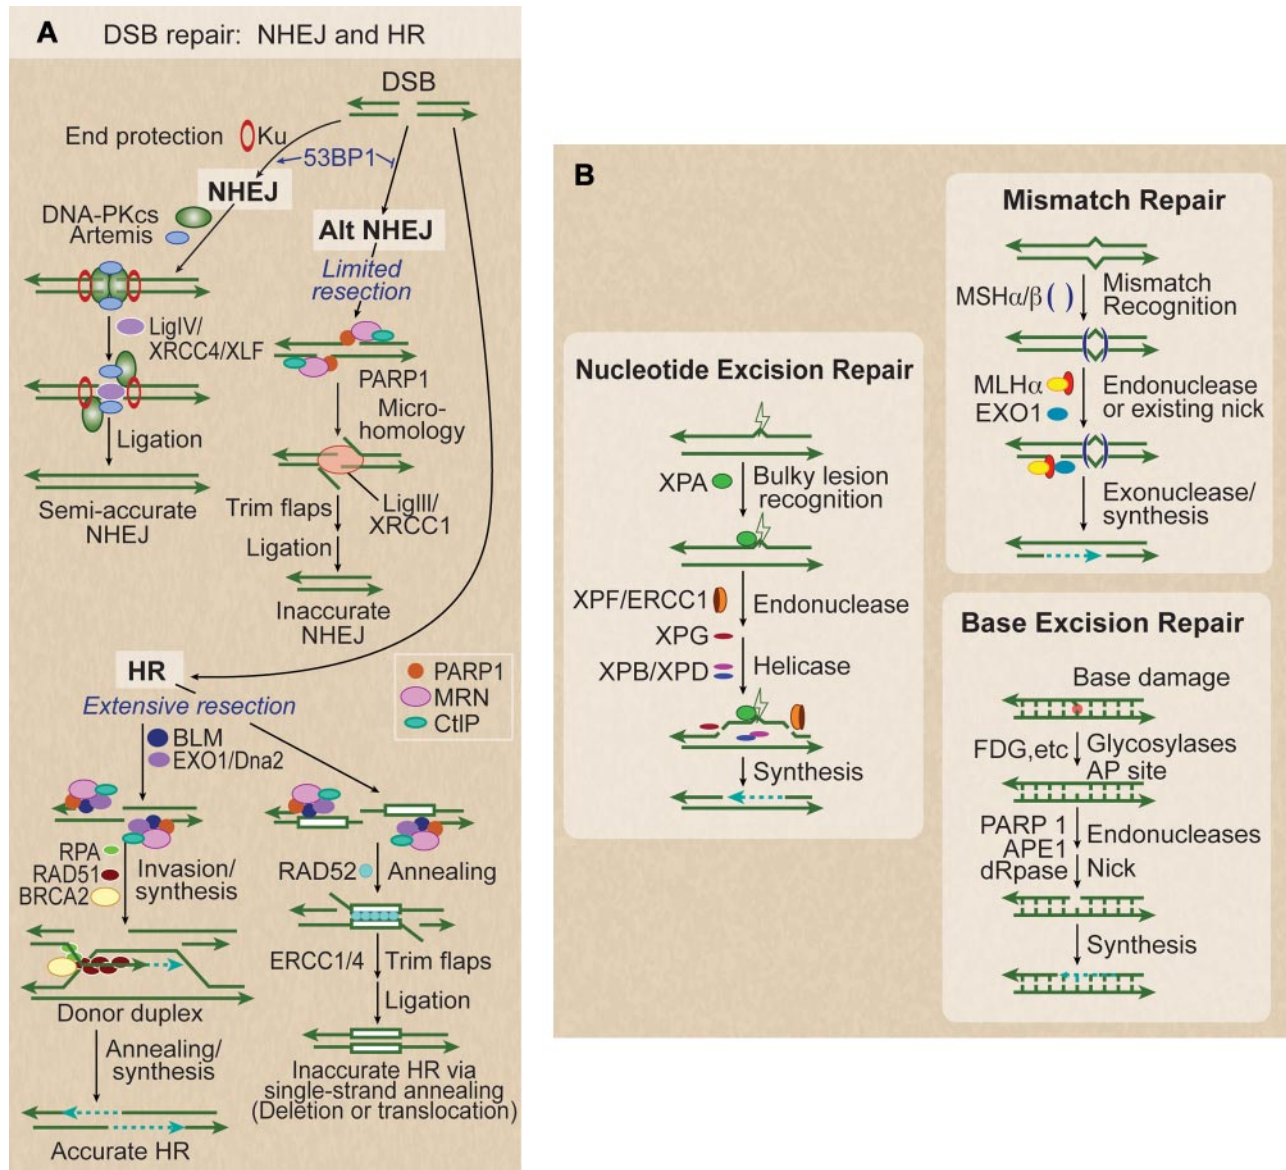 A
DSB repair: NHEJ and HR
DSB
End protection
Ku
53BP1
NHEJ
DNA-PKcs
Artemis
LigIV/
XRCC4/XLF
Ligation
Semi-accurate
NHEJ
Alt NHEJ
Limited
resection
PARP1
Micro-
homology
LigIII/
XRCC1
Trim flaps
Ligation
Inaccurate
NHEJ
HR
Extensive resection
PARP1
MRN
CtIP
BLM
EXO1/Dna2
RPA
RAD51
BRCA2
Invasion/
synthesis
Donor duplex
Annealing/
synthesis
Accurate HR
RAD52
Annealing
ERCC1/4
Trim flaps
Ligation
Inaccurate HR via
single-strand annealing
(Deletion or translocation)
B
Nucleotide Excision Repair
XPA
Bulky lesion
recognition
XPF/ERCC1
Endonuclease
XPG
XPB/XPD
Helicase
Synthesis
Mismatch Repair
MSHα/β
Mismatch
Recognition
MLHα
EXO1
Endonuclease
or existing nick
Exonuclease/
synthesis
Base Excision Repair
Base damage
FDG,etc
Glycosylases
AP site
PARP 1
APE1
dRpase
Endonucleases
Nick
Synthesis